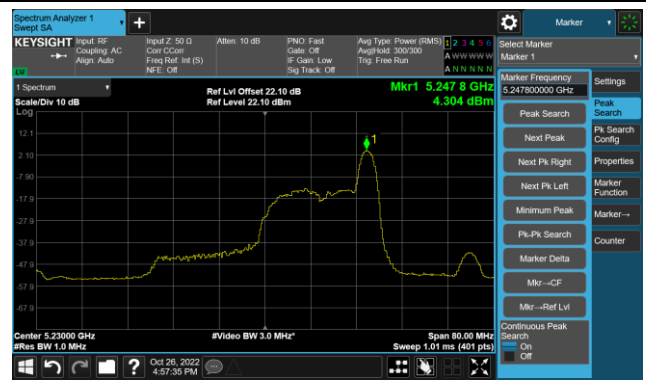 Spectrum Analyzer 1
Swept SA
+
Marker
KEYSIGHT
Input: RF
Coupling: AC
Align: Auto
Input Z: 50 Ω
Corr CCorr
Freq Ref: Int (S)
NFE: Off
Atten: 10 dB
PNO: Fast
Gate: Off
IF Gain: Low
Sig Track: Off
Avg Type: Power (RMS)
Avg|Hold: 300/300
Trig: Free Run
1 2 3 4 5 6
A W W W W W
A N N N N N
LW
Select Marker
Marker 1
1 Spectrum
Scale/Div 10 dB
Log
Ref Lvl Offset 22.10 dB
Ref Level 22.10 dBm
Mkr1 5.247 8 GHz
4.304 dBm
1
12.1
2.10
-7.90
-17.9
-27.9
-37.9
-47.9
-57.9
-67.9
Center 5.23000 GHz
#Res BW 1.0 MHz
#Video BW 3.0 MHz*
Span 80.00 MHz
Sweep 1.01 ms (401 pts)
Marker Frequency
5.247800000 GHz
Peak Search
Next Peak
Next Pk Right
Next Pk Left
Minimum Peak
Pk-Pk Search
Marker Delta
Mkr→CF
Mkr→Ref Lvl
Continuous Peak
Search
On
Off
Settings
Peak
Search
Pk Search
Config
Properties
Marker
Function
Marker→
Counter
?
Oct 26, 2022
4:57:35 PM